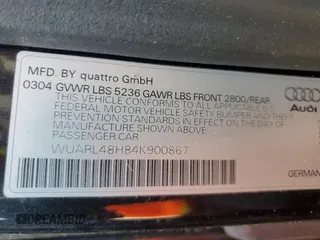 MFD. BY quattro GmbH
0304 GVWR LBS 5236 GAWR LBS FRONT 2800/REAR
THIS VEHICLE CONFORMS TO ALL APPLICABLE
FEDERAL MOTOR VEHICLE SAFETY BUMPER AND THEFT
PREVENTION STANDARDS IN EFFECT ON THE DATE OF
MANUFACTURE SHOWN ABOVE
PASSENGER CAR
WUARL48H84K900867
Audi
GERMAN
DREAMBID